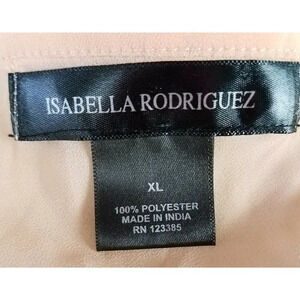 ISABELLA RODRIGUEZ
XL
100% POLYESTER
MADE IN INDIA
RN 123385